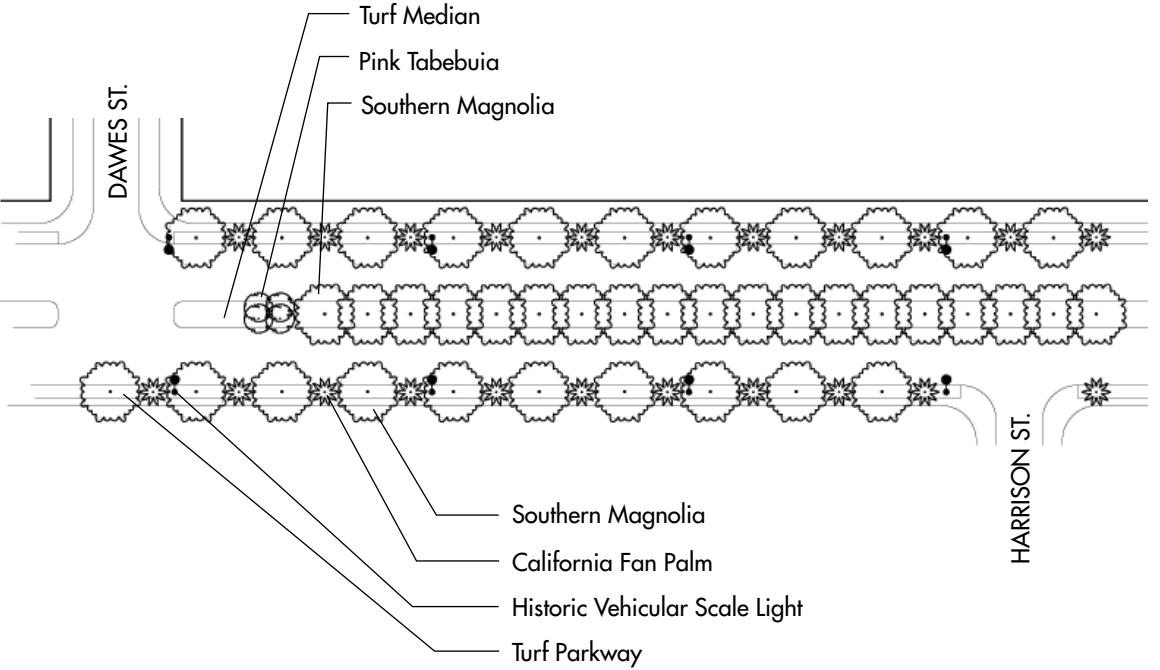 Turf Median
Pink Tabebuia
Southern Magnolia
DAWES ST.
Southern Magnolia
California Fan Palm
Historic Vehicular Scale Light
Turf Parkway
HARRISON ST.